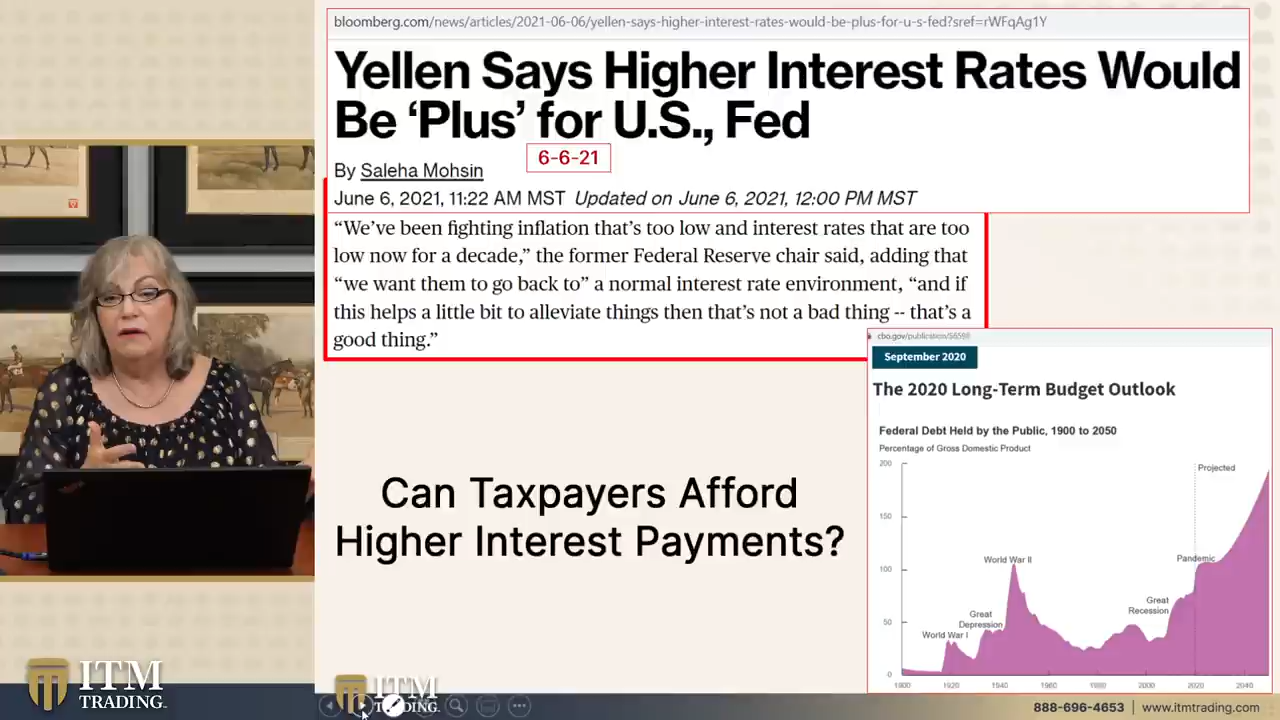 bloomberg.com/news/articles/2021-06-06/yellen-says-higher-interest-rates-would-be-plus-for-u-s-fed?sref=rWFqAg1Y
Yellen Says Higher Interest Rates Would
Be ‘Plus’ for U.S., Fed
6-6-21
By Saleha Mohsin
June 6, 2021, 11:22 AM MST Updated on June 6, 2021, 12:00 PM MST
“We’ve been fighting inflation that’s too low and interest rates that are too
low now for a decade,” the former Federal Reserve chair said, adding that
“we want them to go back to” a normal interest rate environment, “and if
this helps a little bit to alleviate things then that’s not a bad thing -- that’s a
good thing.”
Can Taxpayers Afford
Higher Interest Payments?
cbo.gov/publication/56598
September 2020
The 2020 Long-Term Budget Outlook
Federal Debt Held by the Public, 1900 to 2050
Percentage of Gross Domestic Product
200
Projected
150
World War II
Pandemic
100
Great
Recession
Great
Depression
50
World War I
0
1900 1920 1940 1960 1980 2000 2020 2040
ITM
TRADING.
ITM
TRADING.
888-696-4653 | www.itmtrading.com